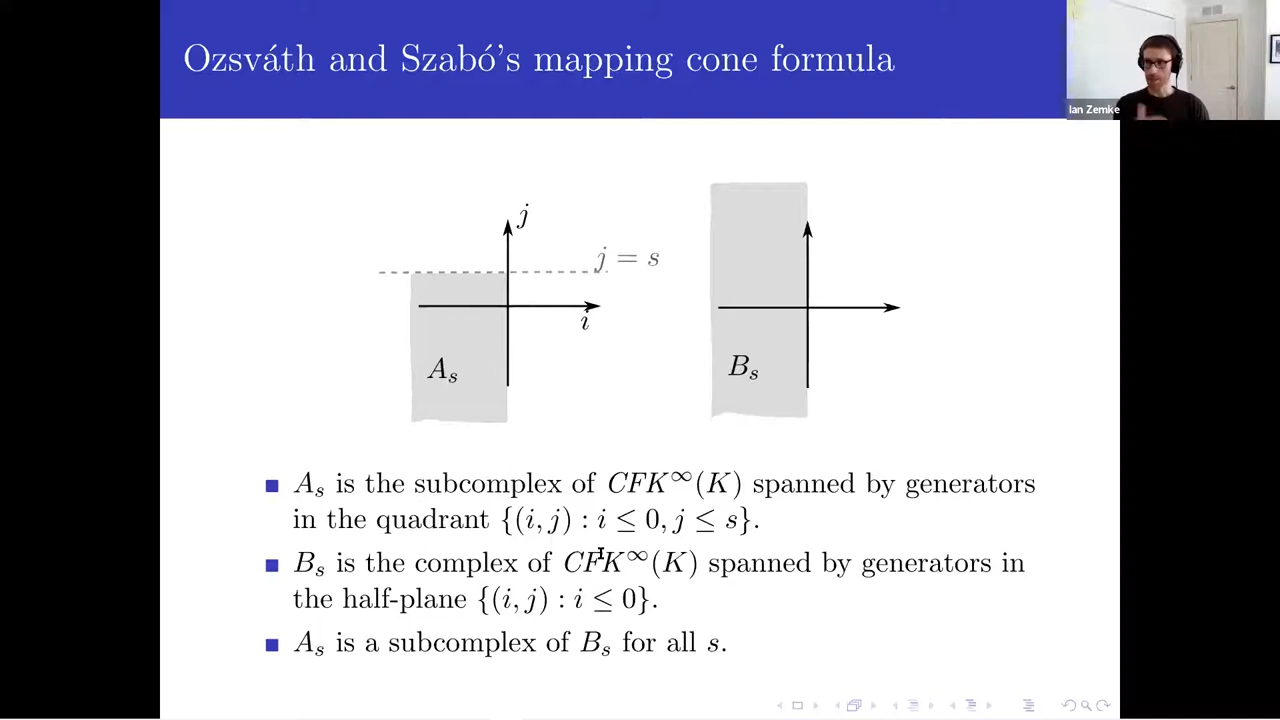 Ozsváth and Szabó's mapping cone formula
Ian Zemke
j
j = s
i
A_s
B_s
■ A_s is the subcomplex of CFK^∞(K) spanned by generators
in the quadrant {(i, j) : i ≤ 0, j ≤ s}.
■ B_s is the complex of CFK^∞(K) spanned by generators in
the half-plane {(i, j) : i ≤ 0}.
■ A_s is a subcomplex of B_s for all s.